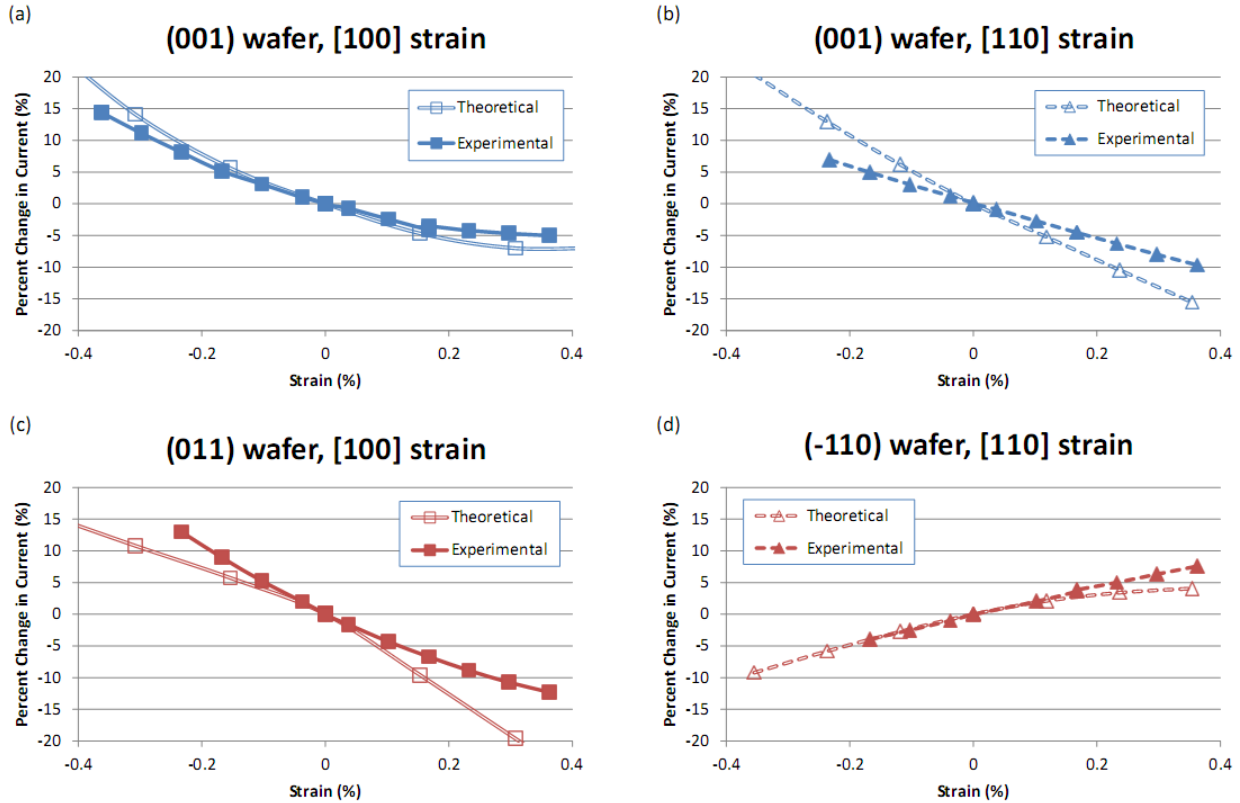 (a)
(001) wafer, [100] strain
Percent Change in Current (%)
20
15
10
5
0
-5
-10
-15
-20
Theoretical
Experimental
-0.4
-0.2
0
0.2
0.4
Strain (%)
(b)
(001) wafer, [110] strain
Percent Change in Current (%)
20
15
10
5
0
-5
-10
-15
-20
Theoretical
Experimental
-0.4
-0.2
0
0.2
0.4
Strain (%)
(c)
(011) wafer, [100] strain
Percent Change in Current (%)
20
15
10
5
0
-5
-10
-15
-20
Theoretical
Experimental
-0.4
-0.2
0
0.2
0.4
Strain (%)
(d)
(-110) wafer, [110] strain
Percent Change in Current (%)
20
15
10
5
0
-5
-10
-15
-20
Theoretical
Experimental
-0.4
-0.2
0
0.2
0.4
Strain (%)